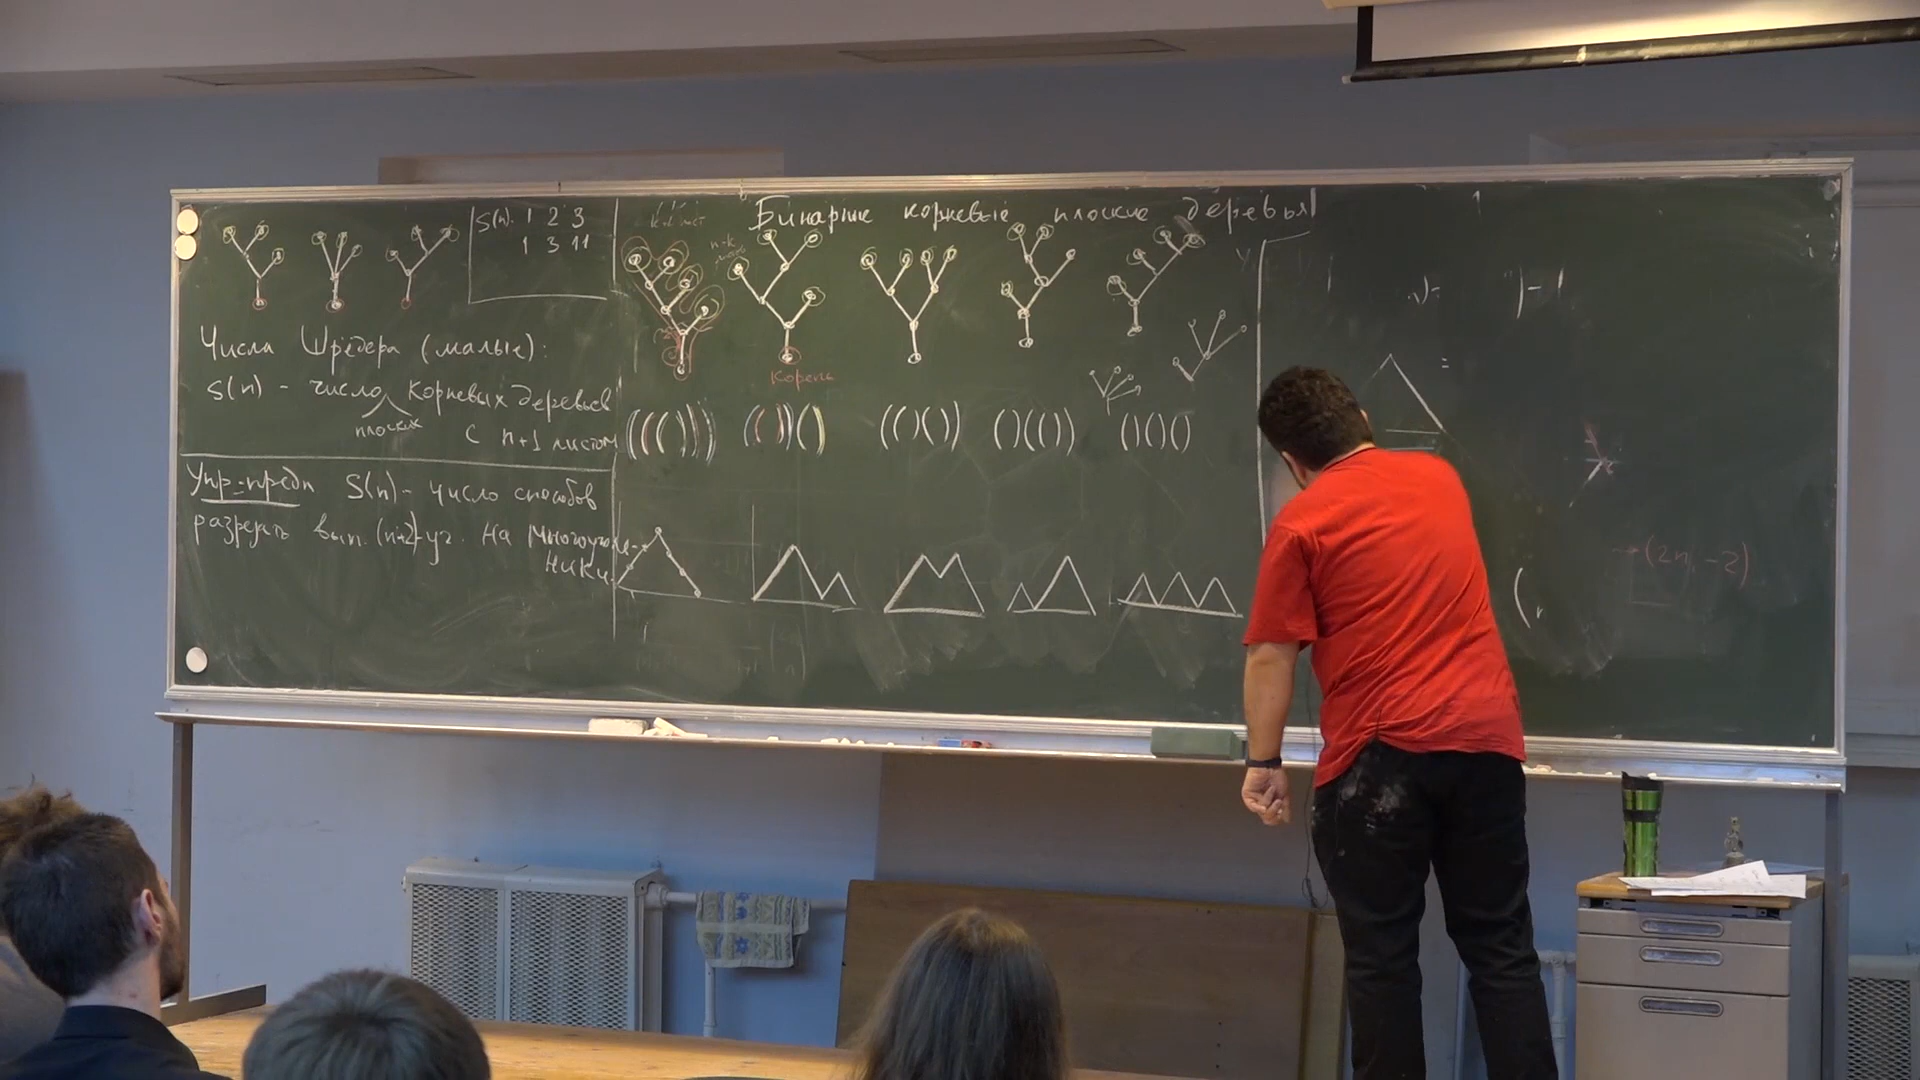 S(n): 1 2 3
1 3 11
Числа Шрёдера (малые):
S(n) - число корневых деревьев
плоских
с n+1 листом
Упр-предл S(n) - число способов
разрезать вып. (n+2)-уг. на многоуголь-
ники.
Бинарные корневые плоские деревья
n-k
Корень
(((())))
(())()
(()())
()(())
()()()
=
(2n, -2)